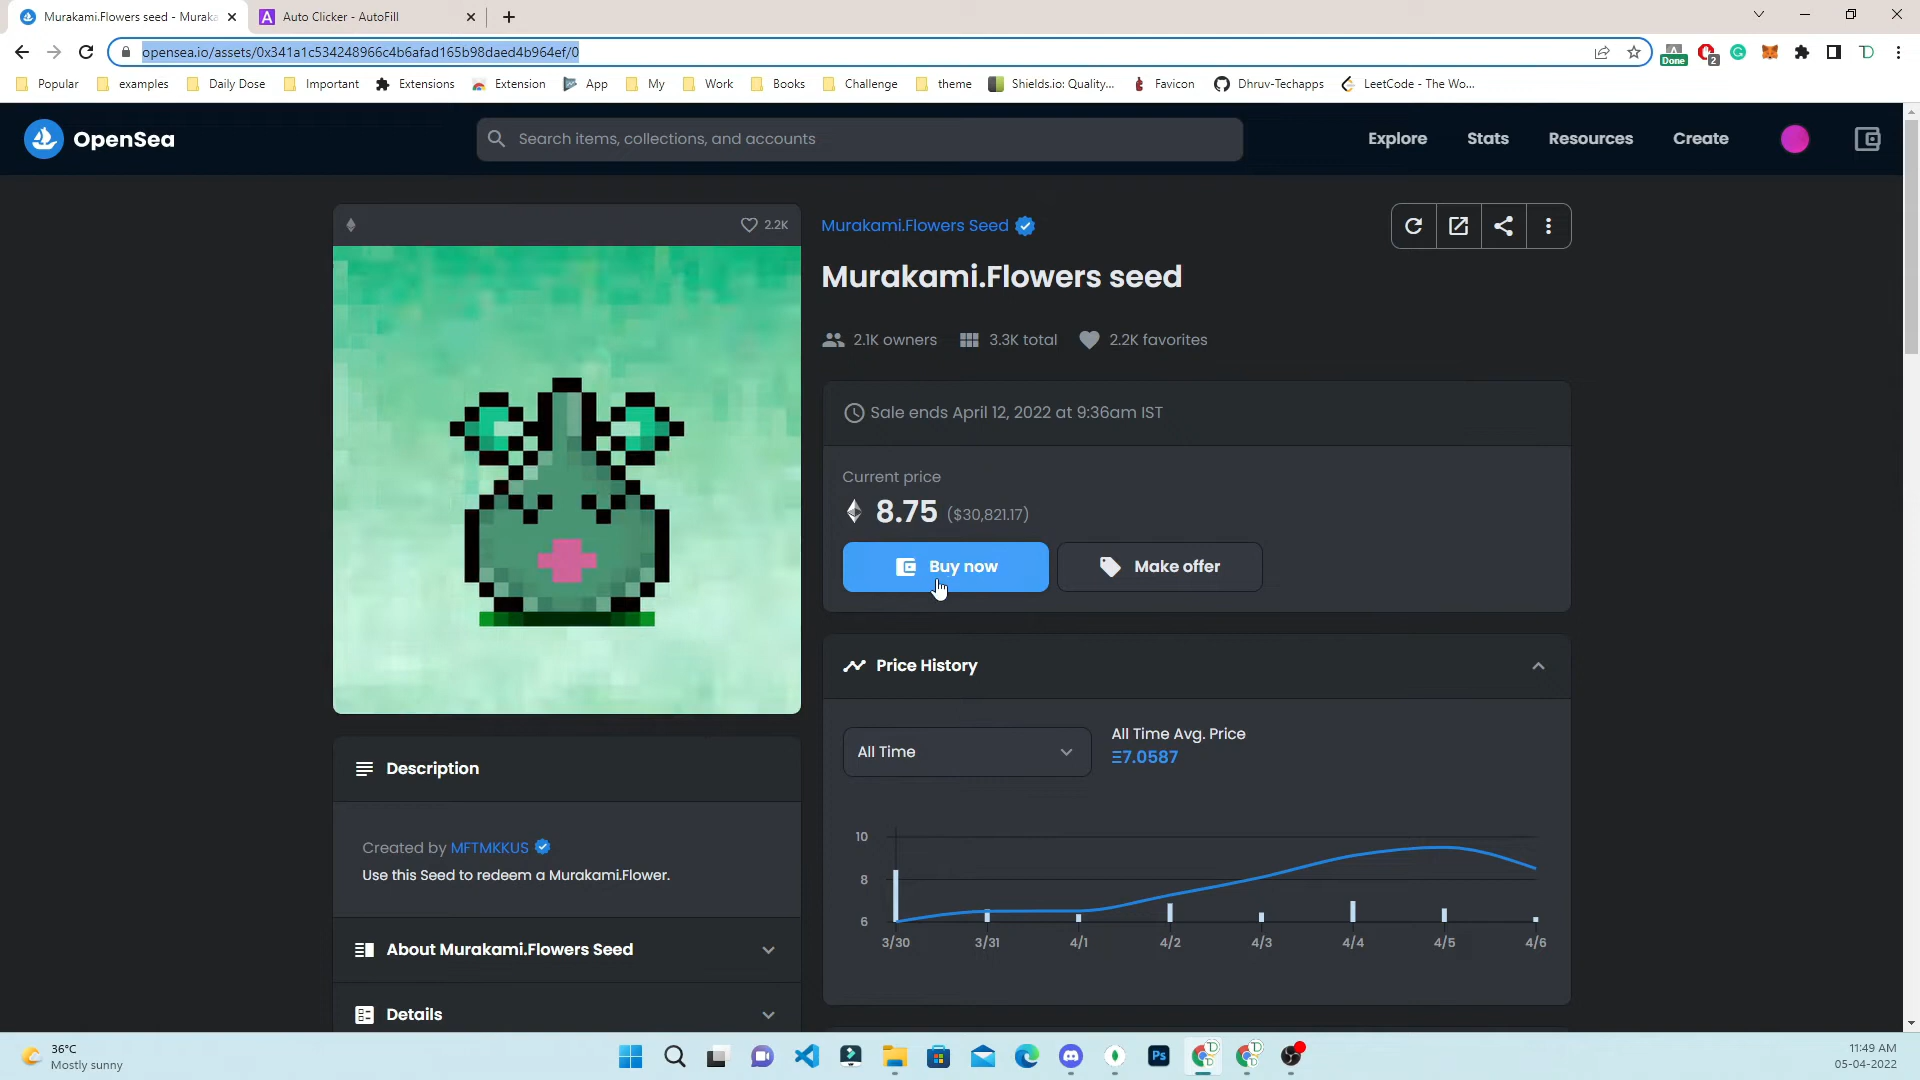 Murakami.Flowers seed - Muraka
Auto Clicker - AutoFill
opensea.io/assets/0x341a1c534248966c4b6afad165b98daed4b964ef/0
Done
2
Popular
examples
Daily Dose
Important
Extensions
Extension
App
My
Work
Books
Challenge
theme
Shields.io: Quality...
Favicon
Dhruv-Techapps
LeetCode - The Wo...
OpenSea
Search items, collections, and accounts
Explore
Stats
Resources
Create
2.2K
Murakami.Flowers Seed
Murakami.Flowers seed
2.1K owners
3.3K total
2.2K favorites
Sale ends April 12, 2022 at 9:36am IST
Current price
8.75 ($30,821.17)
Buy now
Make offer
Price History
All Time
All Time Avg. Price
Ξ7.0587
10
8
6
3/30
3/31
4/1
4/2
4/3
4/4
4/5
4/6
Description
Created by MFTMKKUS
Use this Seed to redeem a Murakami.Flower.
About Murakami.Flowers Seed
Details
36°C
Mostly sunny
Ps
11:49 AM
05-04-2022